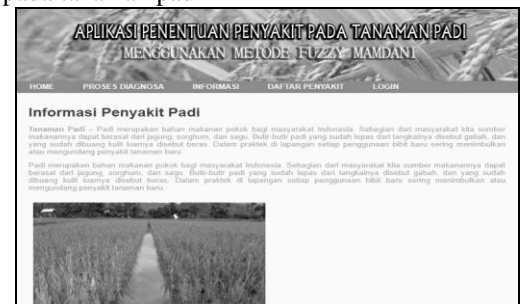 APLIKASI PENENTUAN PENYAKIT PADA TANAMAN PADI
MENGGUNAKAN METODE FUZZY MAMDANI
HOME PROSES DIAGNOSA INFORMASI DAFTAR PENYAKIT LOGIN
Informasi Penyakit Padi
Tanaman Padi – Padi merupakan bahan makanan pokok bagi masyarakat Indonesia. Sebagian dari masyarakat kita sumber
makanannya dapat berasal dari jagung, sorghum, dan sagu. Butir-butir padi yang sudah lepas dari tangkainya disebut gabah, dan
yang sudah dibuang kulit luarnya disebut beras. Dalam praktek di lapangan setiap penggunaan bibit baru sering menimbulkan
atau mengundang penyakit tanaman baru.
Padi merupakan bahan makanan pokok bagi masyarakat Indonesia. Sebagian dari masyarakat kita sumber makanannya dapat
berasal dari jagung, sorghum, dan sagu. Butir-butir padi yang sudah lepas dari tangkainya disebut gabah, dan yang sudah
dibuang kulit luarnya disebut beras. Dalam praktek di lapangan setiap penggunaan bibit baru sering menimbulkan atau
mengundang penyakit tanaman baru.